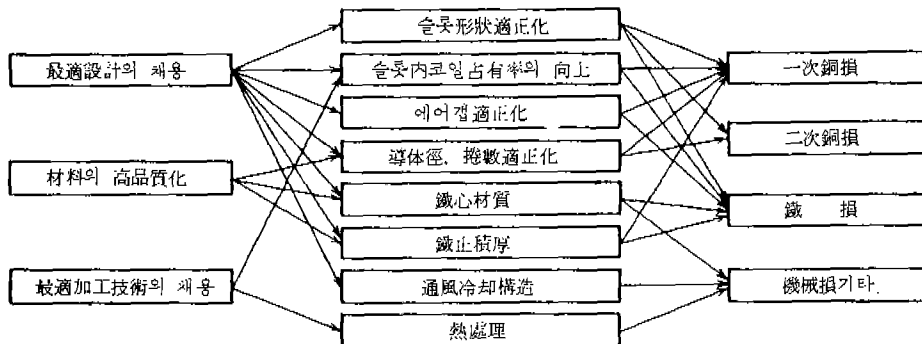 最適設計의 채용
材料의 高品質化
最適加工技術의 채용
슬롯形狀適正化
슬롯內코일占有率의 向上
에어갭適正化
導体徑, 捲數適正化
鐵心材質
鐵止積厚
通風冷却構造
熱處理
一次銅損
二次銅損
鐵 損
機械損기타